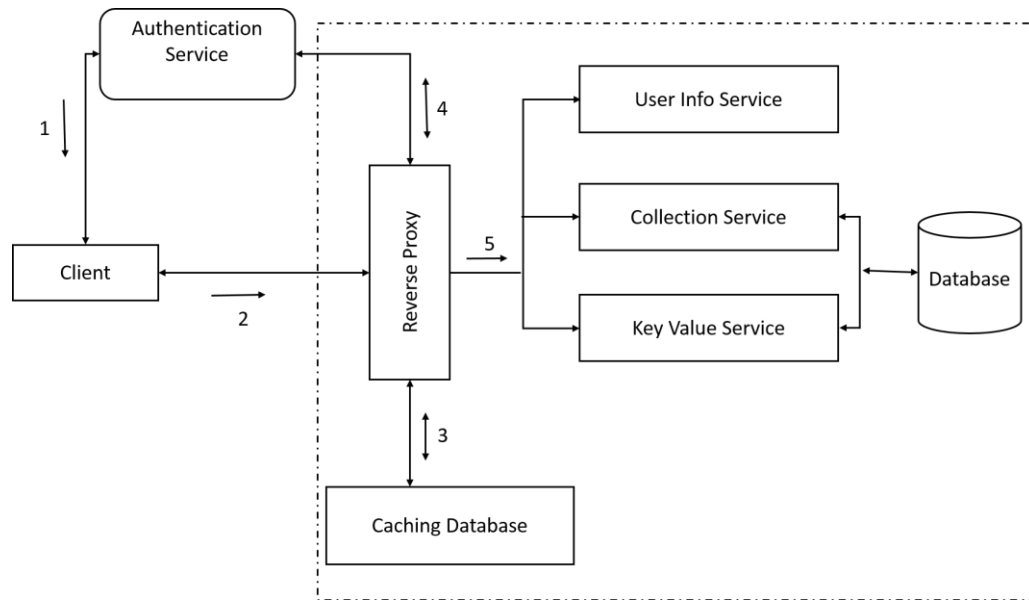 Authentication
Service
1
4
User Info Service
Collection Service
Reverse Proxy
5
Client
2
Database
Key Value Service
3
Caching Database